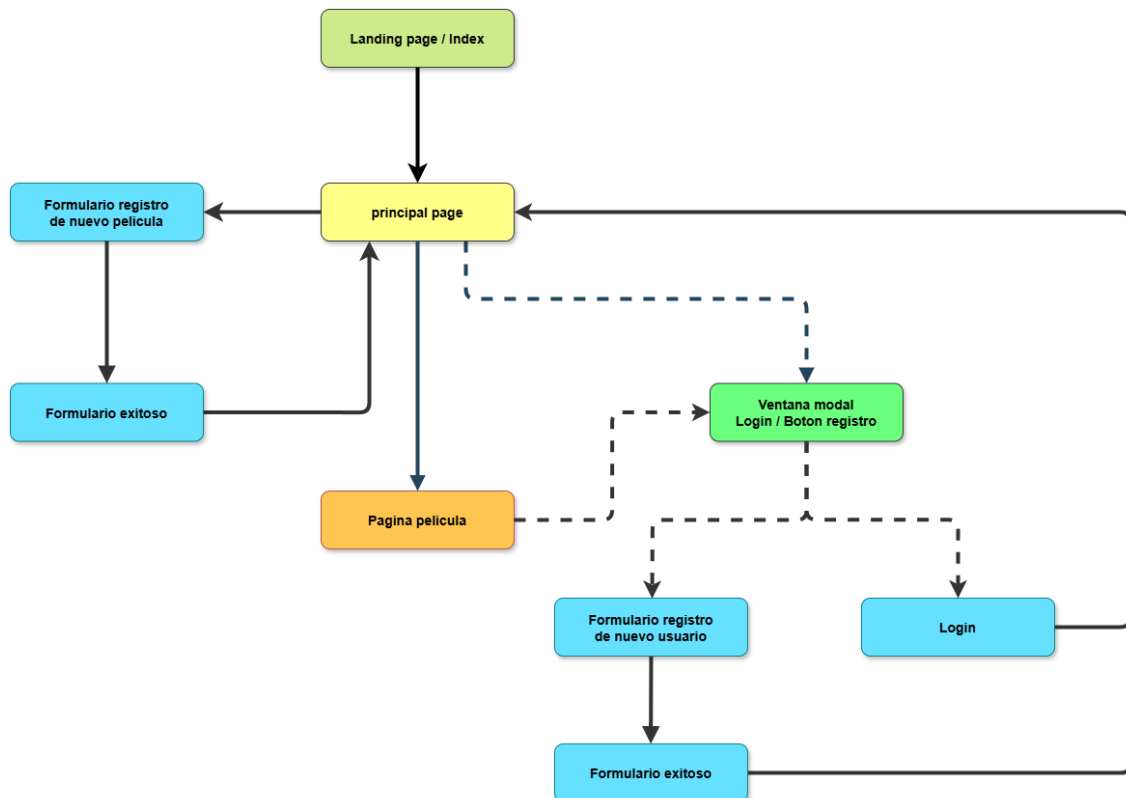 Landing page / Index
Formulario registro
de nuevo pelicula
principal page
Formulario exitoso
Ventana modal
Login / Boton registro
Pagina pelicula
Formulario registro
de nuevo usuario
Login
Formulario exitoso